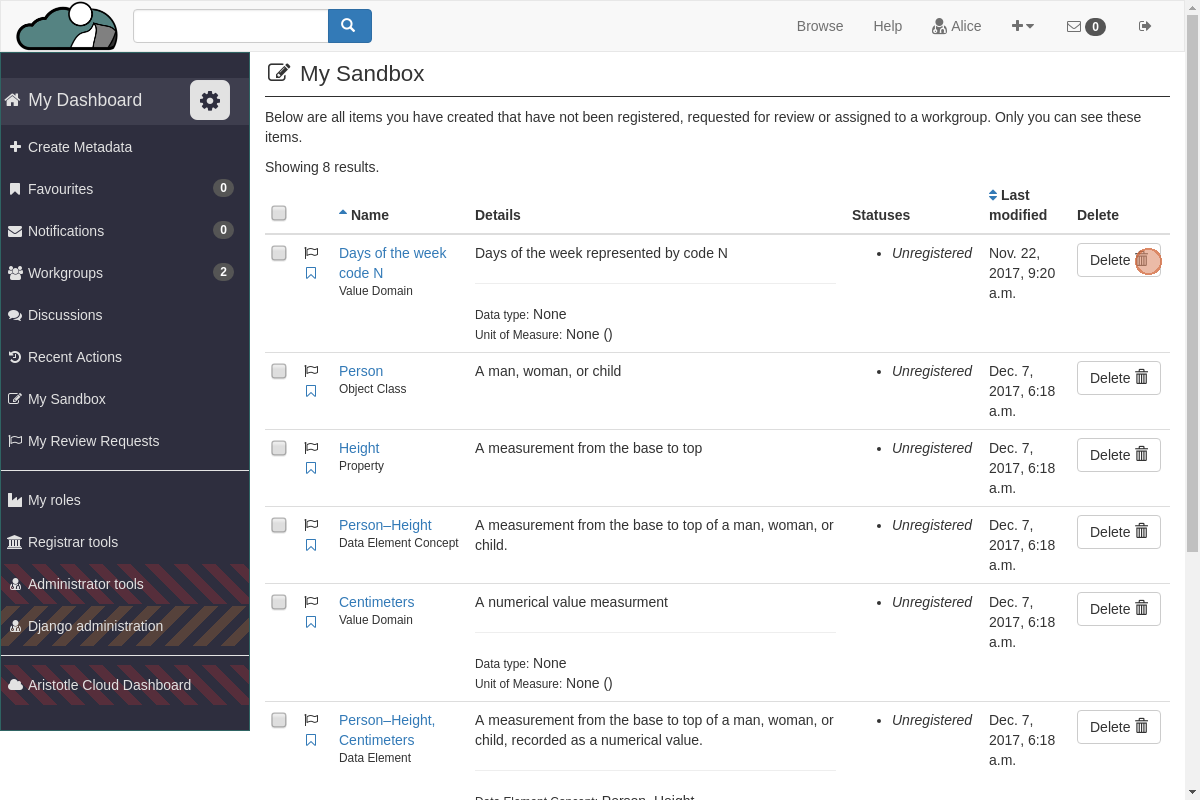 Browse
Help
Alice
0
My Dashboard
Create Metadata
Favourites 0
Notifications 0
Workgroups 2
Discussions
Recent Actions
My Sandbox
My Review Requests
My roles
Registrar tools
Administrator tools
Django administration
Aristotle Cloud Dashboard
My Sandbox
Below are all items you have created that have not been registered, requested for review or assigned to a workgroup. Only you can see these
items.
Showing 8 results.
Name Details Statuses Last modified Delete
Days of the week
code N
Value Domain
Days of the week represented by code N
Data type: None
Unit of Measure: None ()
Unregistered
Nov. 22,
2017, 9:20
a.m.
Delete
Person
Object Class
A man, woman, or child
Unregistered
Dec. 7,
2017, 6:18
a.m.
Delete
Height
Property
A measurement from the base to top
Unregistered
Dec. 7,
2017, 6:18
a.m.
Delete
Person–Height
Data Element Concept
A measurement from the base to top of a man, woman, or
child.
Unregistered
Dec. 7,
2017, 6:18
a.m.
Delete
Centimeters
Value Domain
A numerical value measurment
Data type: None
Unit of Measure: None ()
Unregistered
Dec. 7,
2017, 6:18
a.m.
Delete
Person–Height,
Centimeters
Data Element
A measurement from the base to top of a man, woman, or
child, recorded as a numerical value.
Data Element Concept: Person–Height
Unregistered
Dec. 7,
2017, 6:18
a.m.
Delete